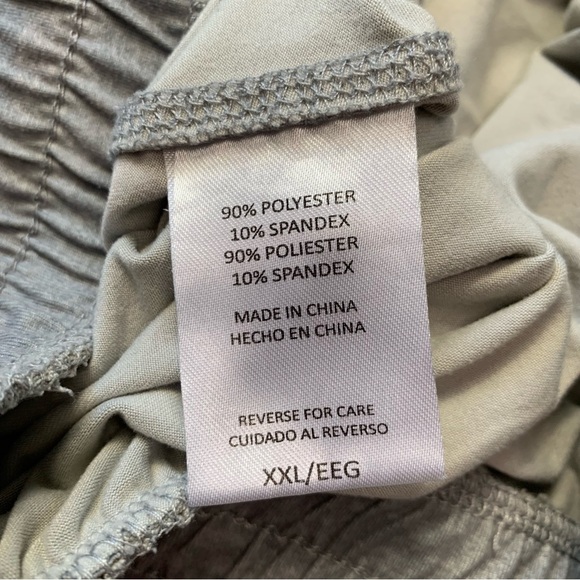 90% POLYESTER
10% SPANDEX
90% POLIESTER
10% SPANDEX
MADE IN CHINA
HECHO EN CHINA
REVERSE FOR CARE
CUIDADO AL REVERSO
XXL/EEG